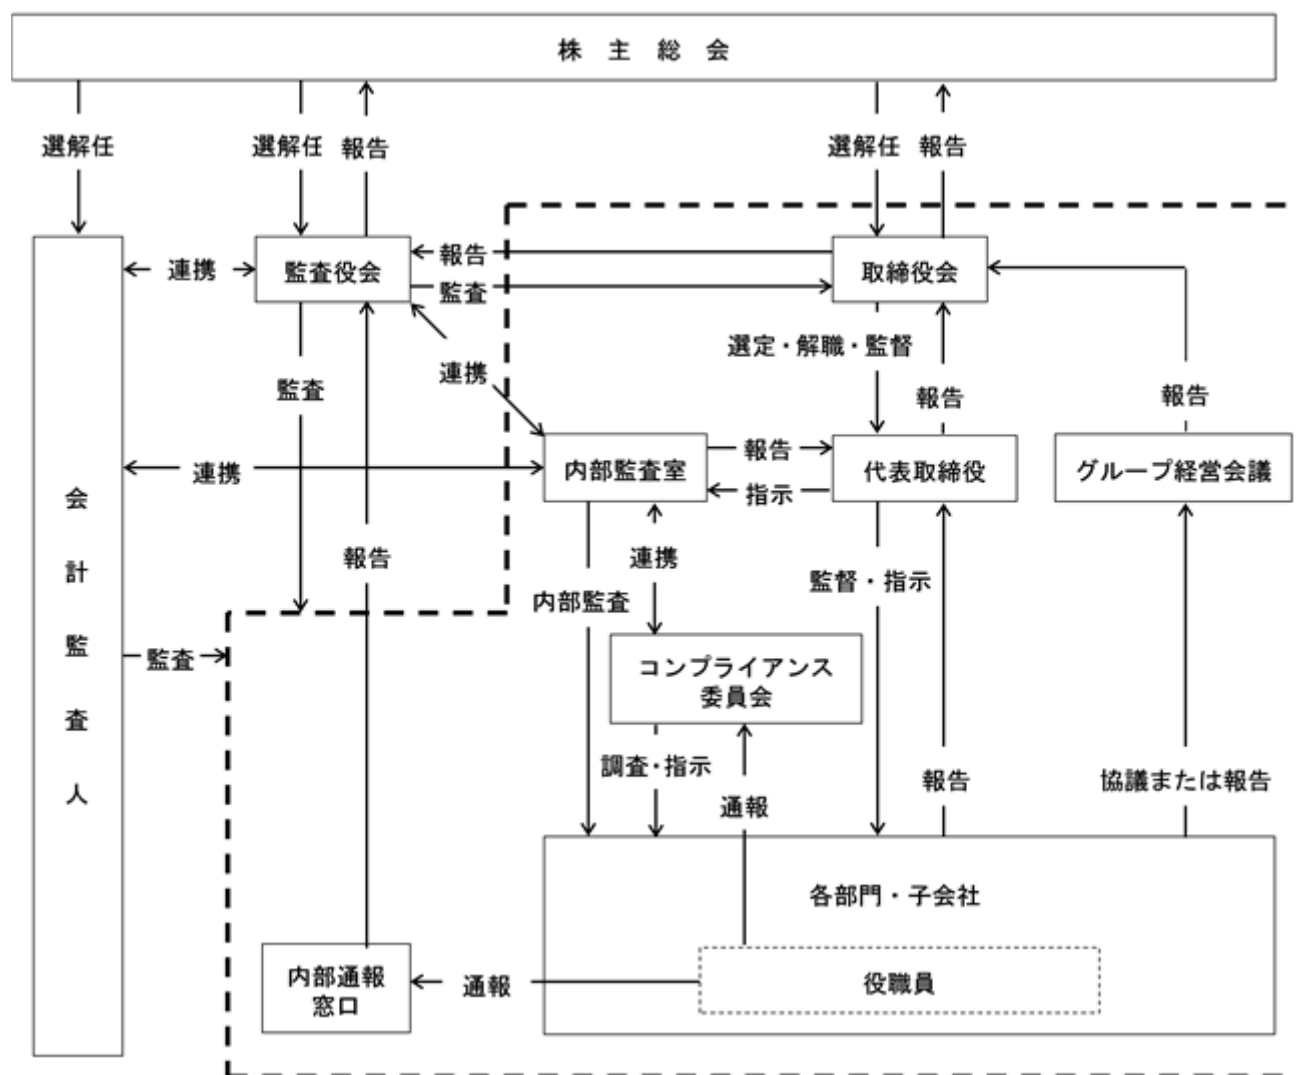 株主総会
選解任
選解任
報告
選解任
報告
連携
監査役会
報告
監査
取締役会
選定・解職・監督
連携
監査
報告
報告
連携
内部監査室
報告
指示
代表取締役
グループ経営会議
会計監査人
報告
連携
監督・指示
内部監査
監査
コンプライアンス
委員会
調査・指示
通報
報告
協議または報告
各部門・子会社
内部通報
窓口
通報
役職員